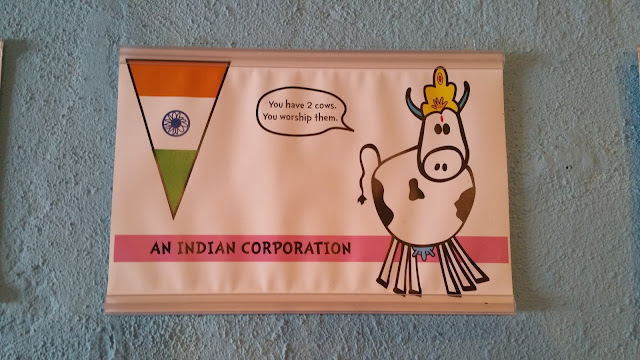 You have 2 cows.
You worship them.
AN INDIAN CORPORATION